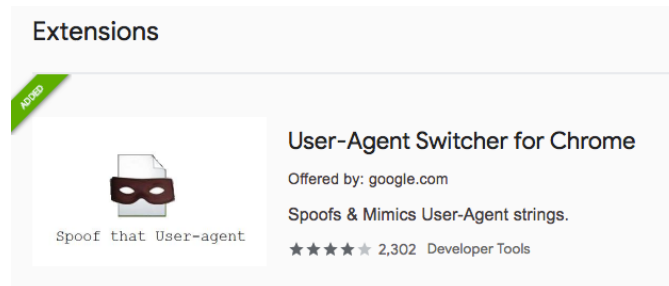 Extensions
ADDED
Spoof that User-agent
User-Agent Switcher for Chrome
Offered by: google.com
Spoofs & Mimics User-Agent strings.
2,302 Developer Tools